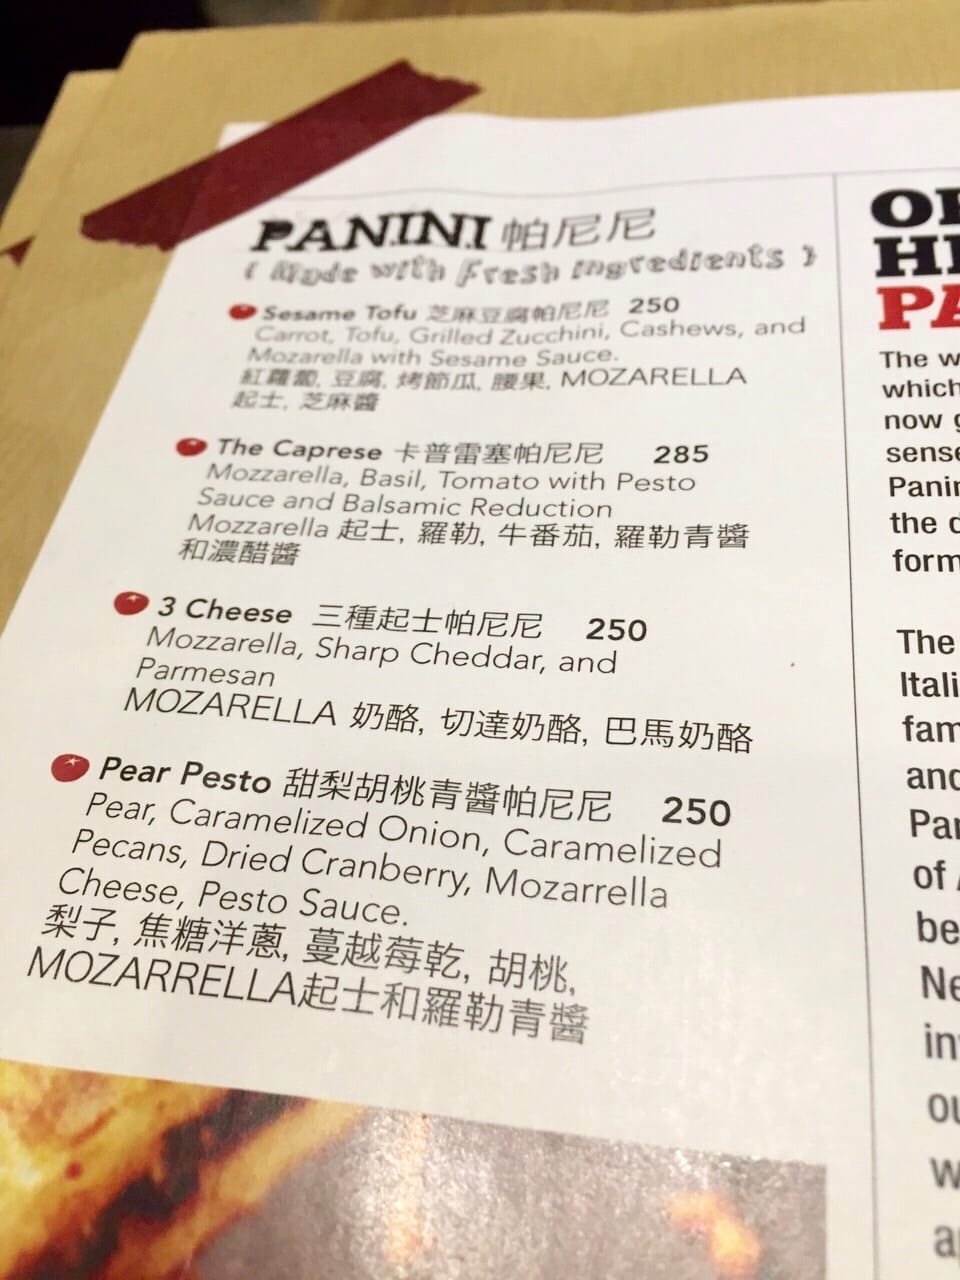 PANINI 帕尼尼
{ Made with Fresh Ingredients }
Sesame Tofu 芝麻豆腐帕尼尼 250
Carrot, Tofu, Grilled Zucchini, Cashews, and
Mozarella with Sesame Sauce.
紅蘿蔔, 豆腐, 烤節瓜, 腰果, MOZARELLA
起士, 芝麻醬
The Caprese 卡普雷塞帕尼尼 285
Mozzarella, Basil, Tomato with Pesto
Sauce and Balsamic Reduction
Mozzarella 起士, 羅勒, 牛番茄, 羅勒青醬
和濃醋醬
3 Cheese 三種起士帕尼尼 250
Mozzarella, Sharp Cheddar, and
Parmesan
MOZARELLA 奶酪, 切達奶酪, 巴馬奶酪
Pear Pesto 甜梨胡桃青醬帕尼尼 250
Pear, Caramelized Onion, Caramelized
Pecans, Dried Cranberry, Mozarrella
Cheese, Pesto Sauce.
梨子, 焦糖洋蔥, 蔓越莓乾, 胡桃,
MOZARRELLA起士和羅勒青醬
The w
which
now g
sense
Panin
the d
form
The
Itali
fam
and
Par
of
be
Ne
in
ou
w